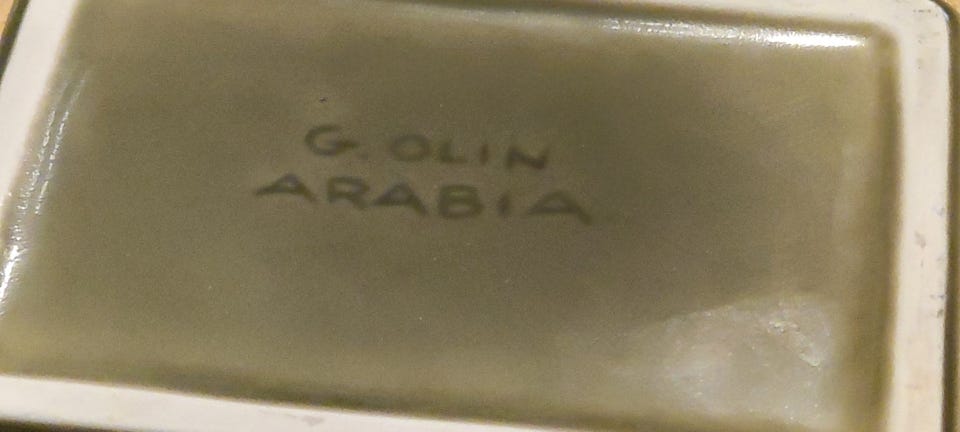 G. OLIN
ARABIA